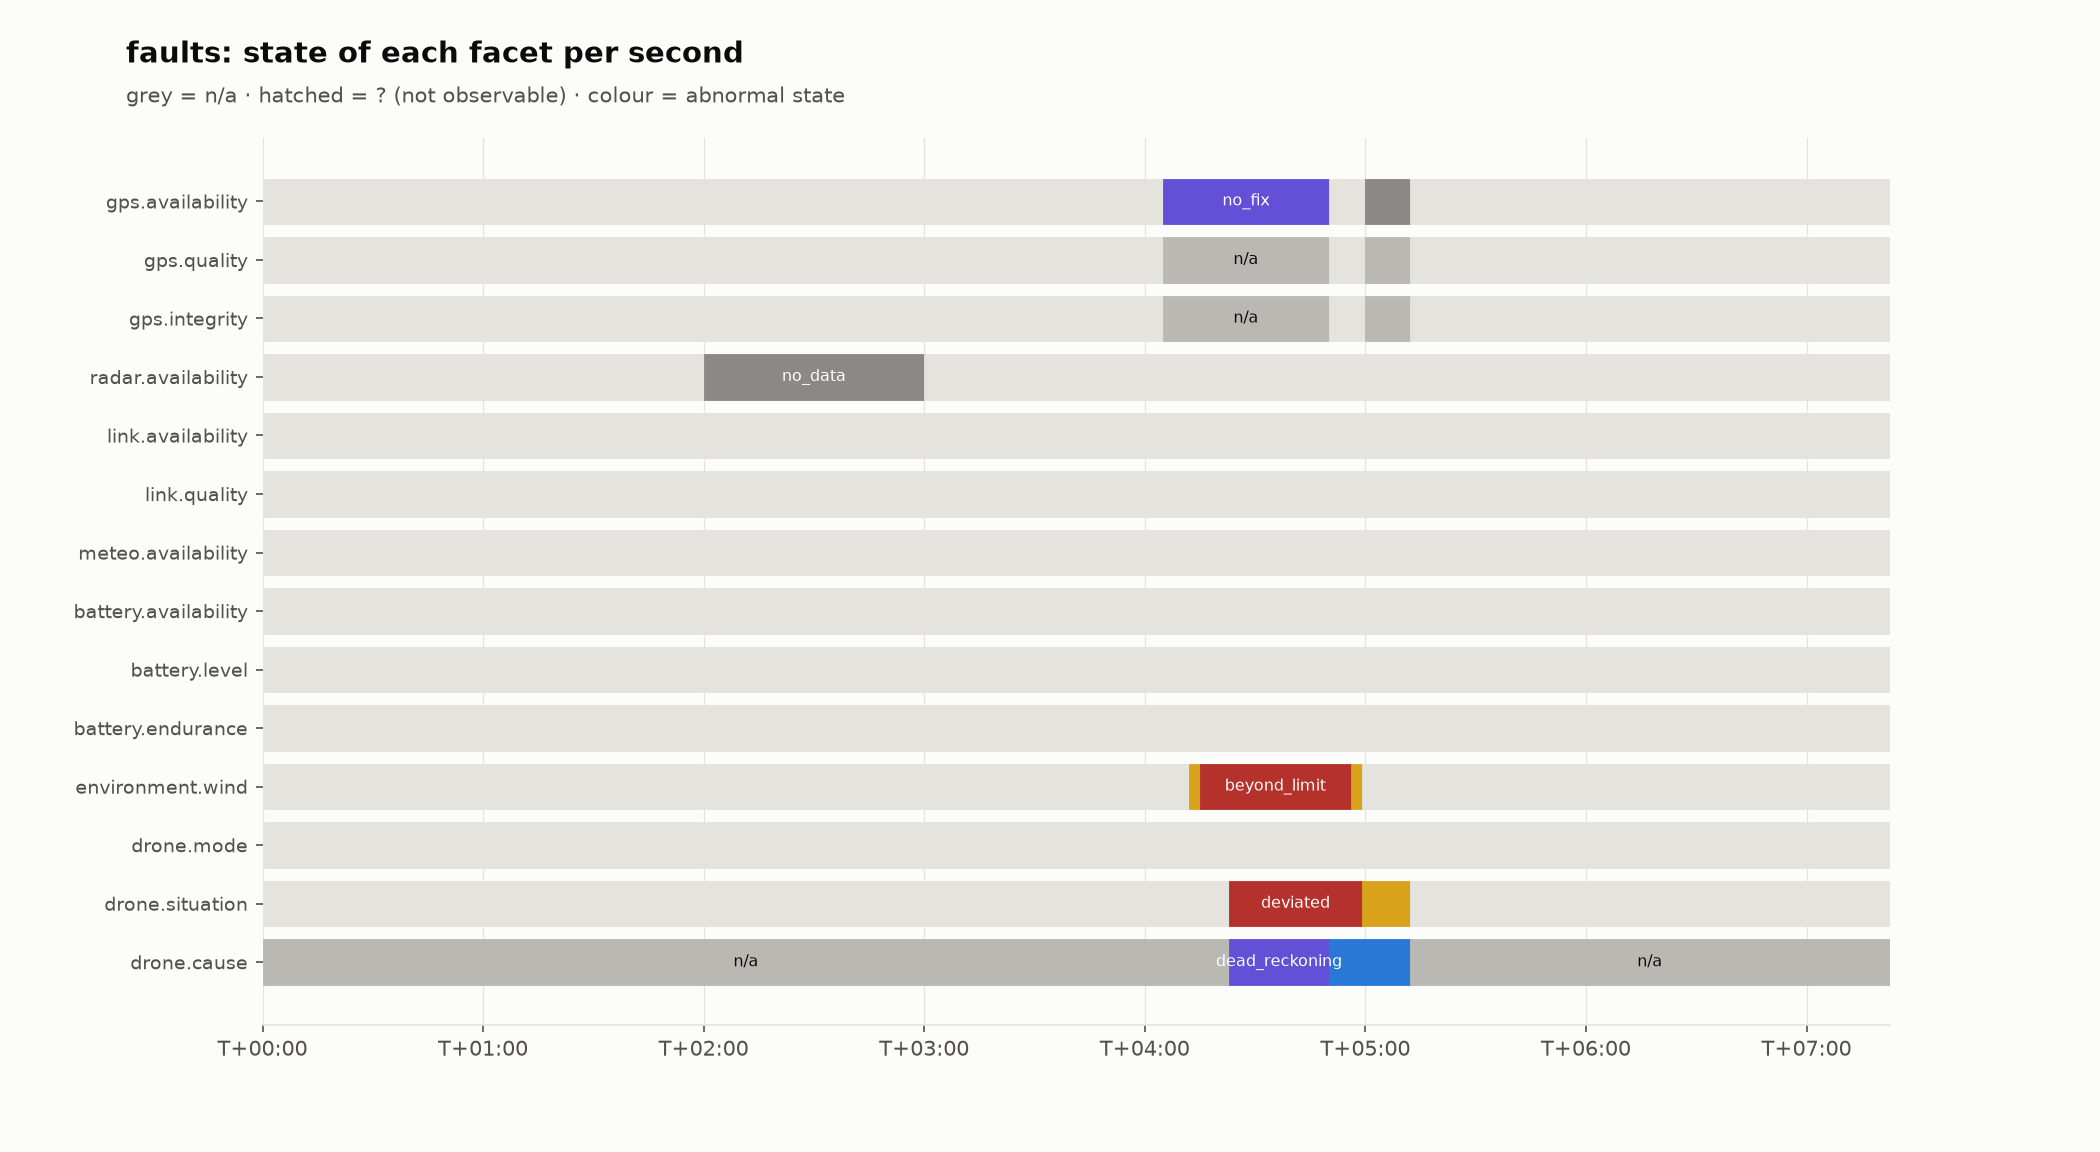 faults: state of each facet per second
grey = n/a · hatched = ? (not observable) · colour = abnormal state
gps.availability
no_fix
gps.quality
n/a
gps.integrity
n/a
radar.availability
no_data
link.availability
link.quality
meteo.availability
battery.availability
battery.level
battery.endurance
environment.wind
beyond_limit
drone.mode
drone.situation
deviated
drone.cause
n/a
dead_reckoning
n/a
T+00:00
T+01:00
T+02:00
T+03:00
T+04:00
T+05:00
T+06:00
T+07:00